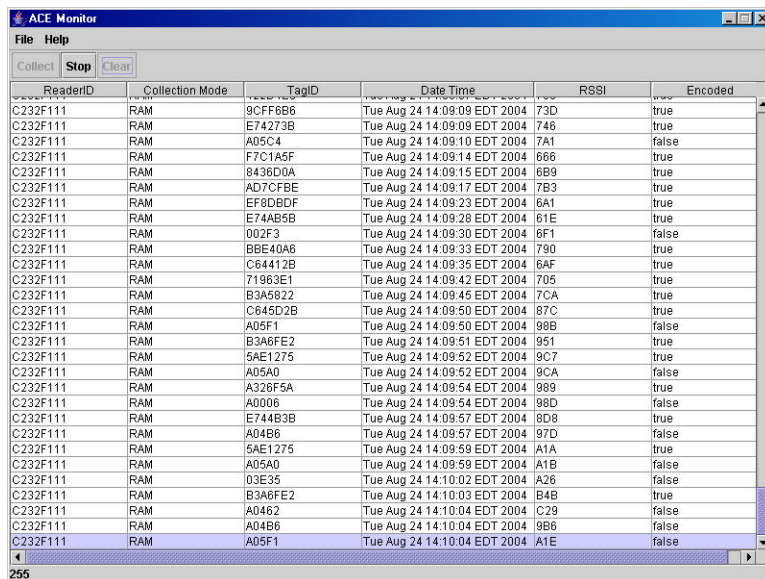 ACE Monitor
File Help
Collect Stop Clear
ReaderID Collection Mode TagID Date Time RSSI Encoded
C232F111 RAM 9CFF6B6 Tue Aug 24 14:09:09 EDT 2004 73D true
C232F111 RAM E74273B Tue Aug 24 14:09:09 EDT 2004 746 true
C232F111 RAM A05C4 Tue Aug 24 14:09:10 EDT 2004 7A1 false
C232F111 RAM F7C1A5F Tue Aug 24 14:09:14 EDT 2004 666 true
C232F111 RAM 8436D0A Tue Aug 24 14:09:15 EDT 2004 6B9 true
C232F111 RAM AD7CFBE Tue Aug 24 14:09:17 EDT 2004 7B3 true
C232F111 RAM EF8DBDF Tue Aug 24 14:09:23 EDT 2004 6A1 true
C232F111 RAM E74AB5B Tue Aug 24 14:09:28 EDT 2004 61E true
C232F111 RAM 002F3 Tue Aug 24 14:09:30 EDT 2004 6F1 false
C232F111 RAM BBE40A6 Tue Aug 24 14:09:33 EDT 2004 790 true
C232F111 RAM C64412B Tue Aug 24 14:09:35 EDT 2004 6AF true
C232F111 RAM 71963E1 Tue Aug 24 14:09:42 EDT 2004 705 true
C232F111 RAM B3A5822 Tue Aug 24 14:09:45 EDT 2004 7CA true
C232F111 RAM C645D2B Tue Aug 24 14:09:50 EDT 2004 87C true
C232F111 RAM A05F1 Tue Aug 24 14:09:50 EDT 2004 98B false
C232F111 RAM B3A6FE2 Tue Aug 24 14:09:51 EDT 2004 951 true
C232F111 RAM 5AE1275 Tue Aug 24 14:09:52 EDT 2004 9C7 true
C232F111 RAM A05A0 Tue Aug 24 14:09:52 EDT 2004 9CA false
C232F111 RAM A326F5A Tue Aug 24 14:09:54 EDT 2004 989 true
C232F111 RAM A0006 Tue Aug 24 14:09:54 EDT 2004 98D false
C232F111 RAM E744B3B Tue Aug 24 14:09:57 EDT 2004 8D8 true
C232F111 RAM A04B6 Tue Aug 24 14:09:57 EDT 2004 97D false
C232F111 RAM 5AE1275 Tue Aug 24 14:09:59 EDT 2004 A1A true
C232F111 RAM A05A0 Tue Aug 24 14:09:59 EDT 2004 A1B false
C232F111 RAM 03E35 Tue Aug 24 14:10:02 EDT 2004 A26 false
C232F111 RAM B3A6FE2 Tue Aug 24 14:10:03 EDT 2004 B4B true
C232F111 RAM A0462 Tue Aug 24 14:10:04 EDT 2004 C29 false
C232F111 RAM A04B6 Tue Aug 24 14:10:04 EDT 2004 9B6 false
C232F111 RAM A05F1 Tue Aug 24 14:10:04 EDT 2004 A1E false
255